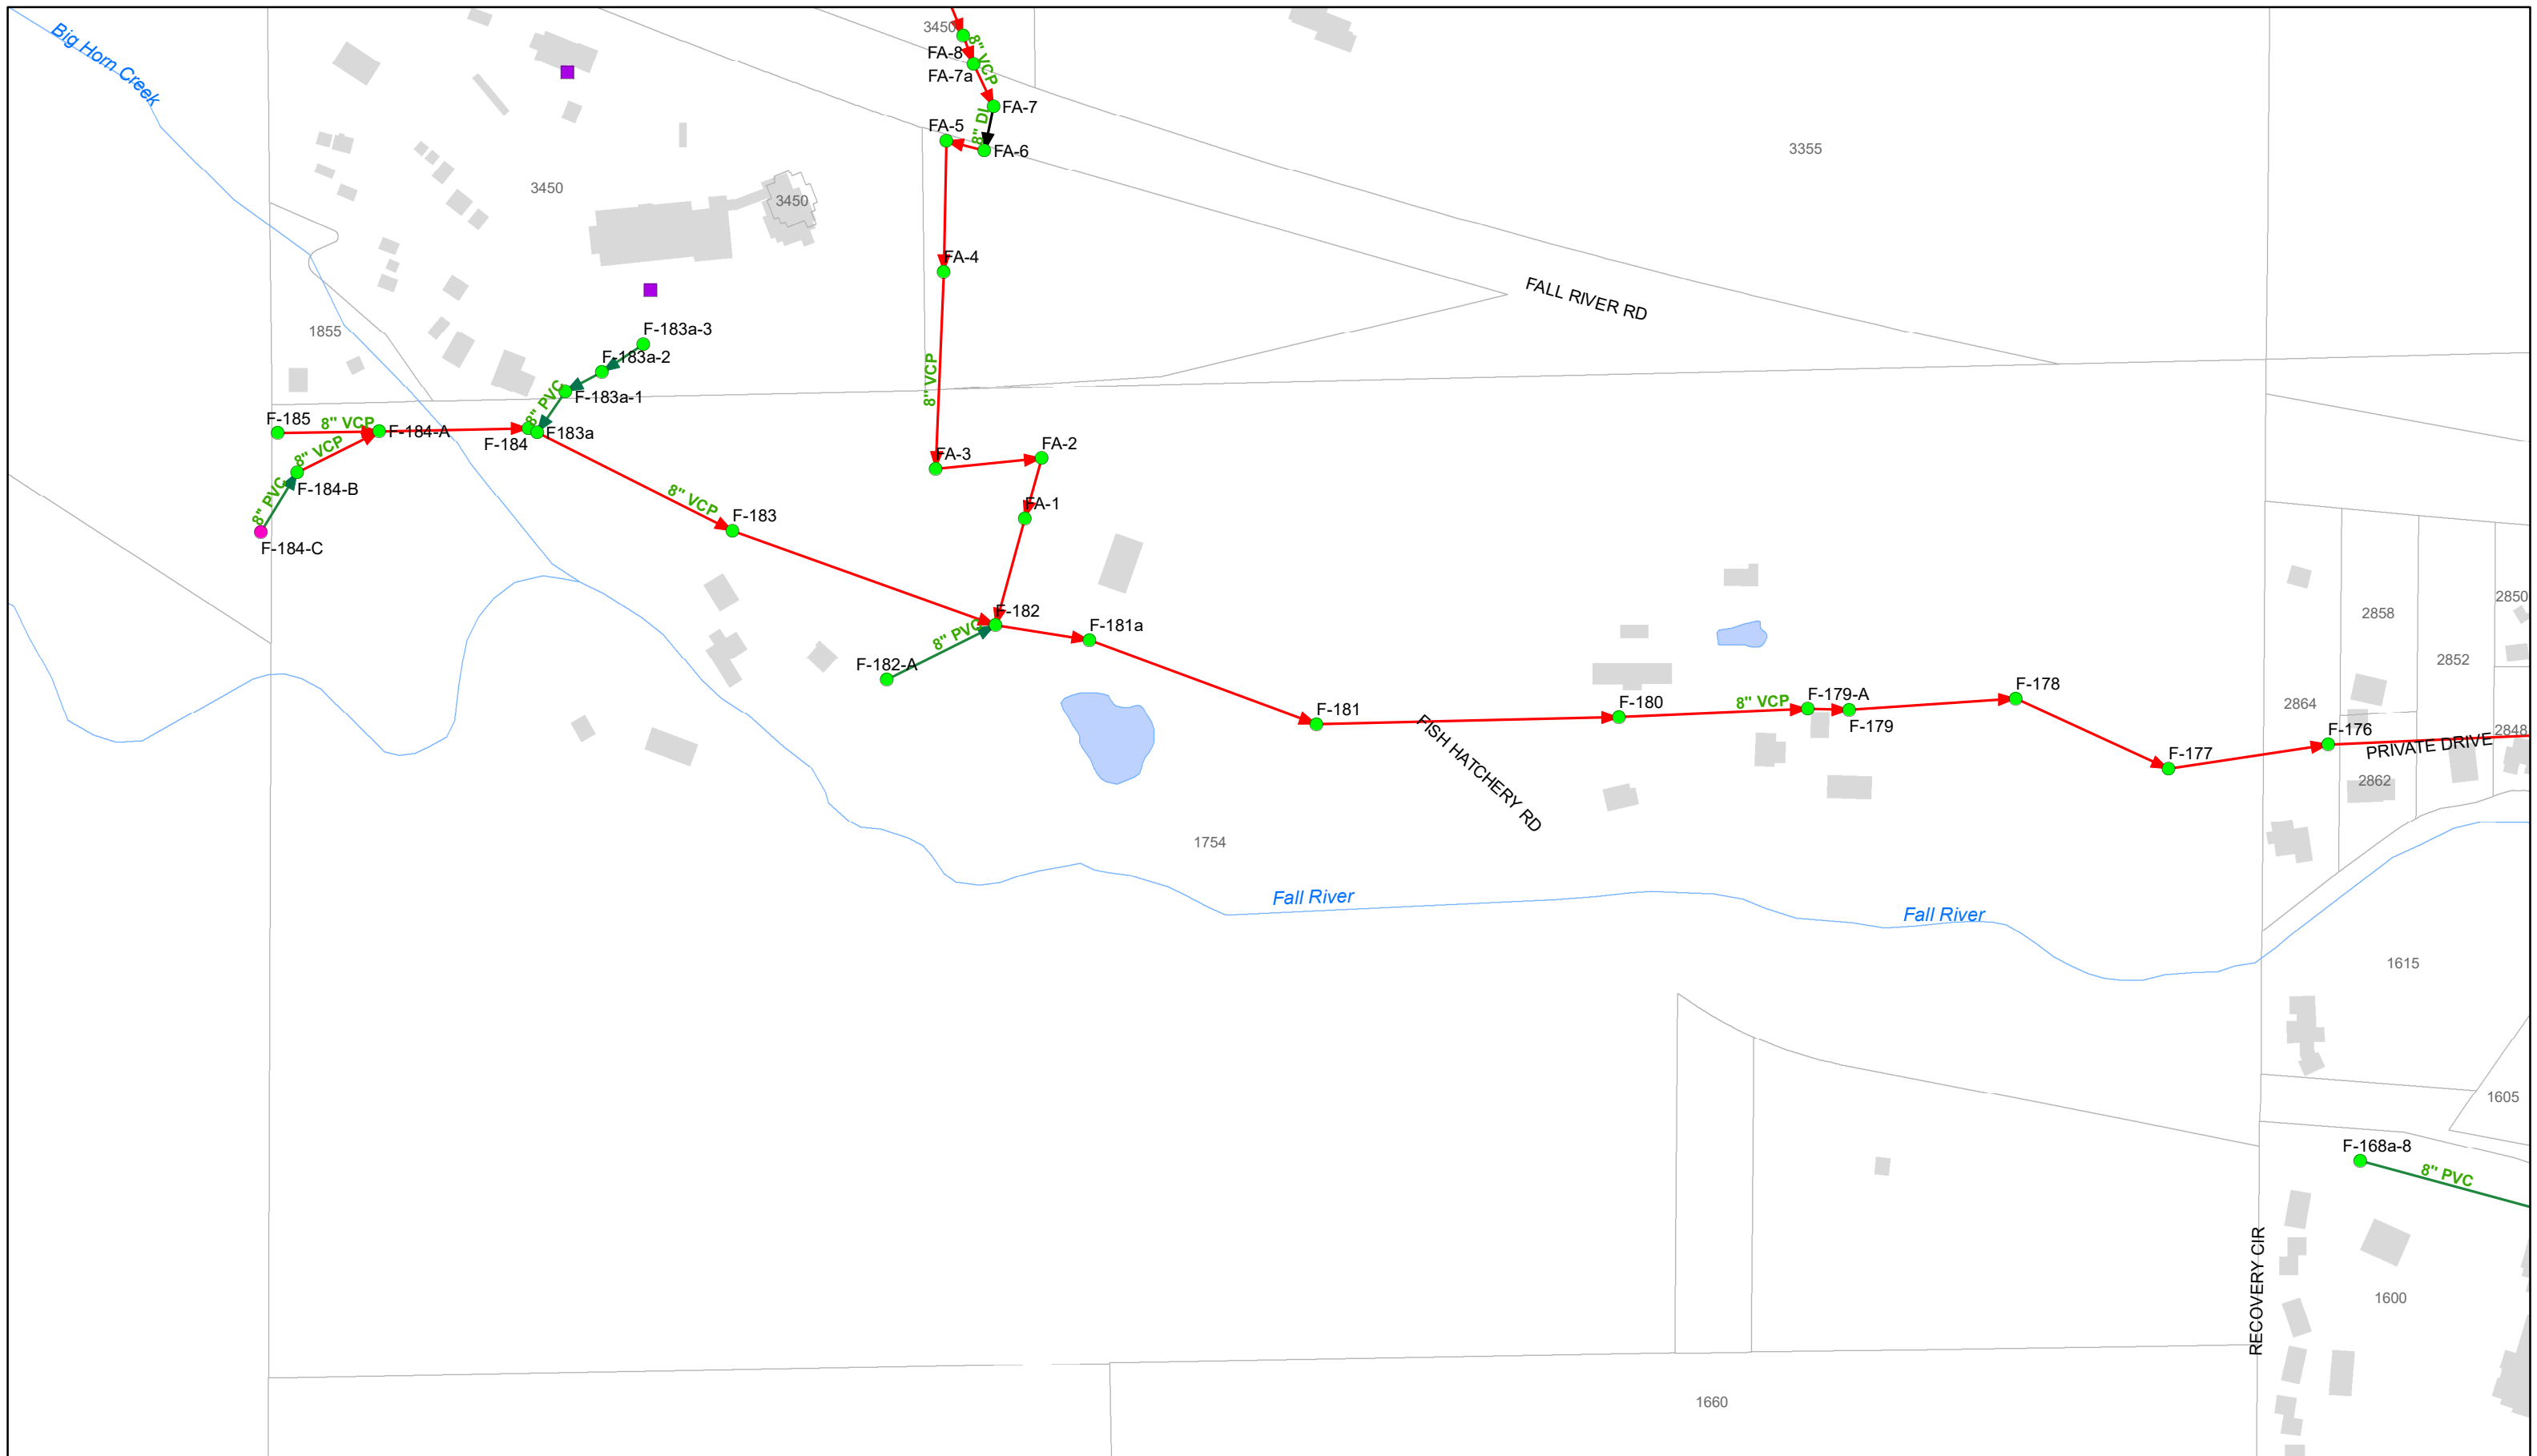 Big Horn Creek
3450
FA-8
8" VCP
FA-7a
FA-7
8" DI
FA-5
FA-6
3355
3450
3450
FA-4
FALL RIVER RD
1855
F-183a-3
F-183a-2
8" VCP
8" PVC
F-183a-1
F-185
8" VCP
F-184-A
F-184
F183a
8" VCP
F-184-B
8" PVC
F-184-C
FA-3
FA-2
8" VCP
F-183
FA-1
2850
2858
F-182
F-181a
8" PVC
F-182-A
2852
F-181
F-180
8" VCP
F-179-A
F-179
F-178
2864
F-176
2848
PRIVATE DRIVE
F-177
2862
FISH HATCHERY RD
1754
Fall River
Fall River
1615
1605
F-168a-8
8" PVC
RECOVERY CIR
1600
1660